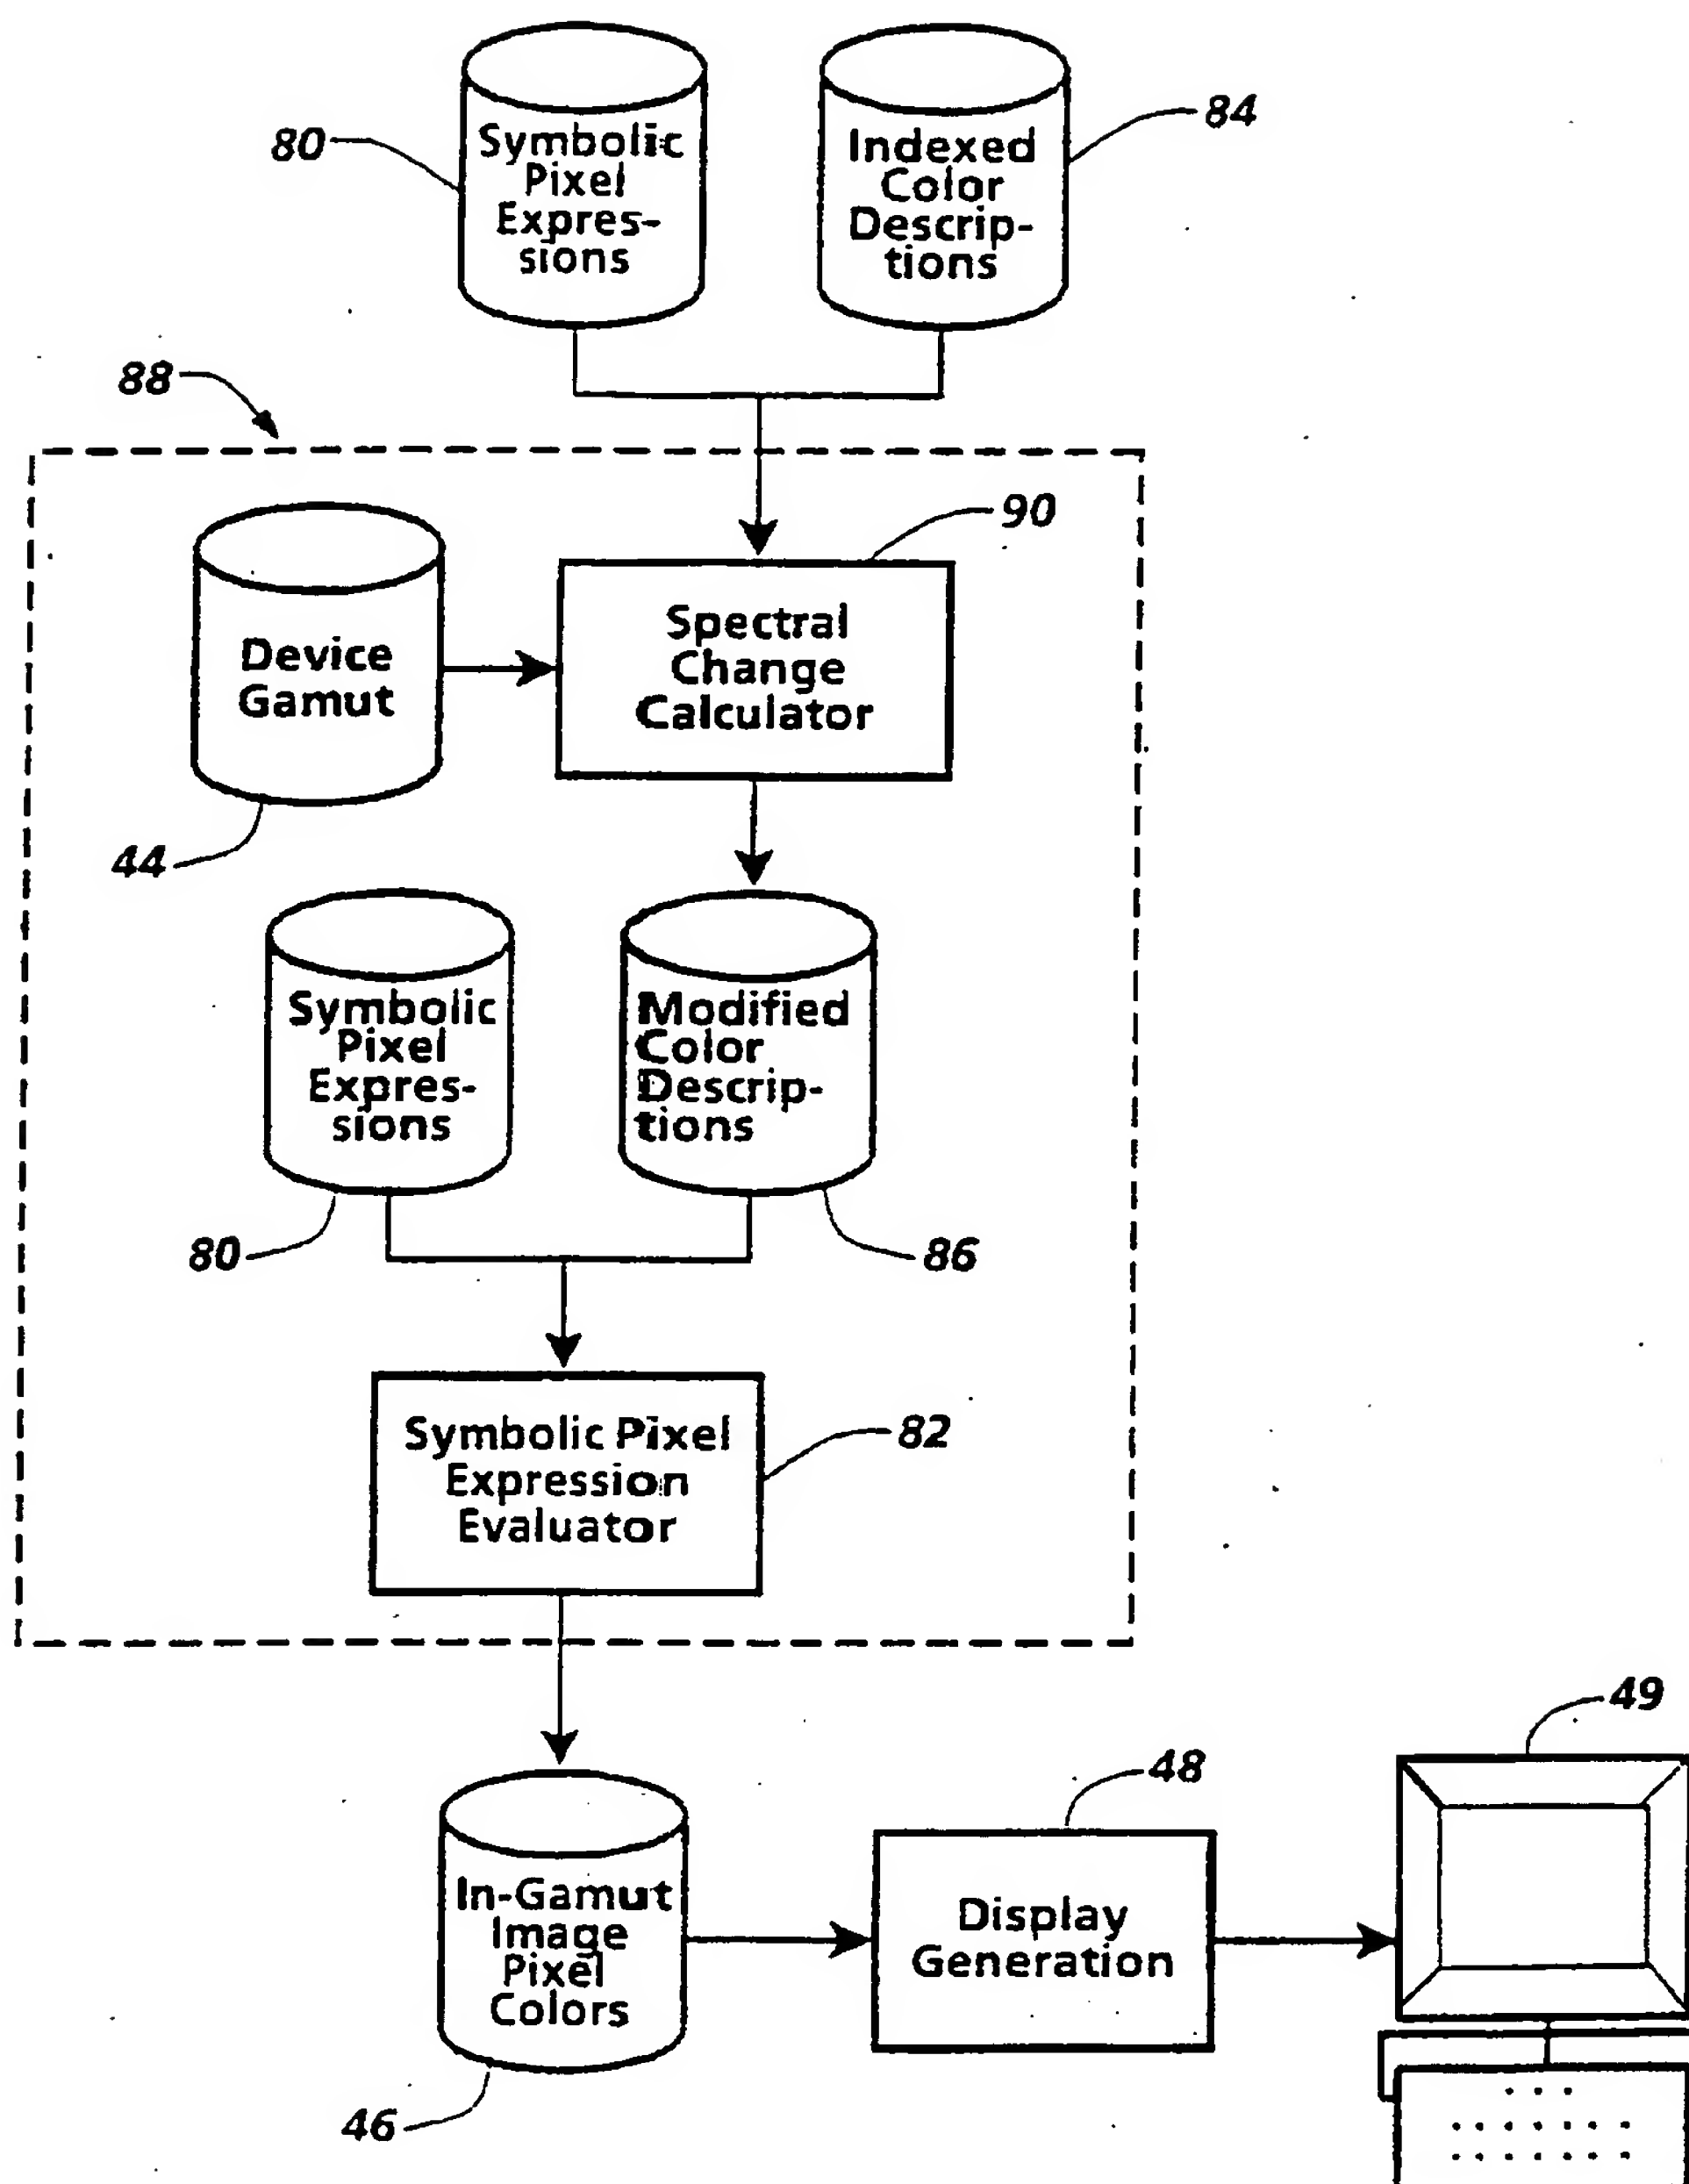 80
Symbolic
Pixel
Expres-
sions
Indexed
Color
Descrip-
tions
84
88
90
Device
Gamut
Spectral
Change
Calculator
44
Symbolic
Pixel
Expres-
sions
Modified
Color
Descrip-
tions
80
86
Symbolic Pixel
Expression
Evaluator
82
49
48
In-Gamut
Image
Pixel
Colors
Display
Generation
46